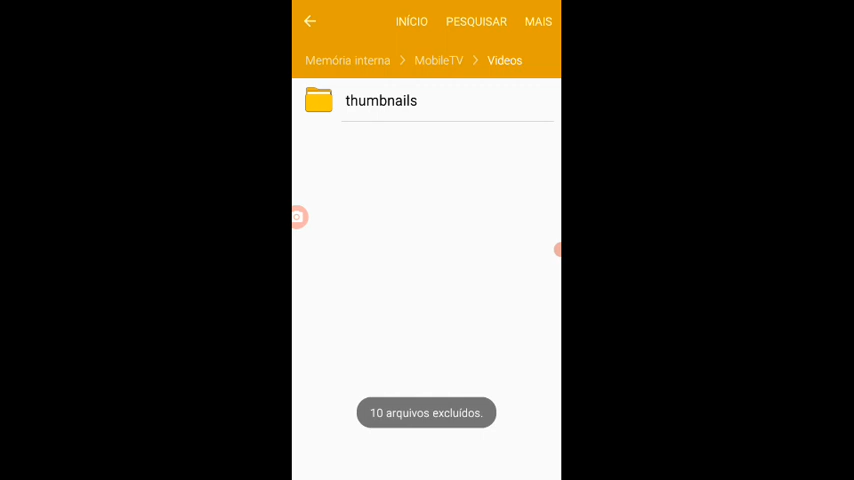 INÍCIO PESQUISAR MAIS
Memória interna > MobileTV > Videos
thumbnails
10 arquivos excluídos.